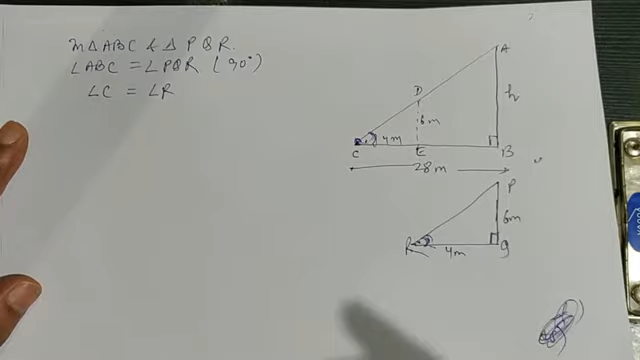 In △ ABC & △ PQR.
∠ABC = ∠PQR (90°)
∠C = ∠R
A
D
h
6m
4m
C
E
B
28m
P
6m
R
4m
Q